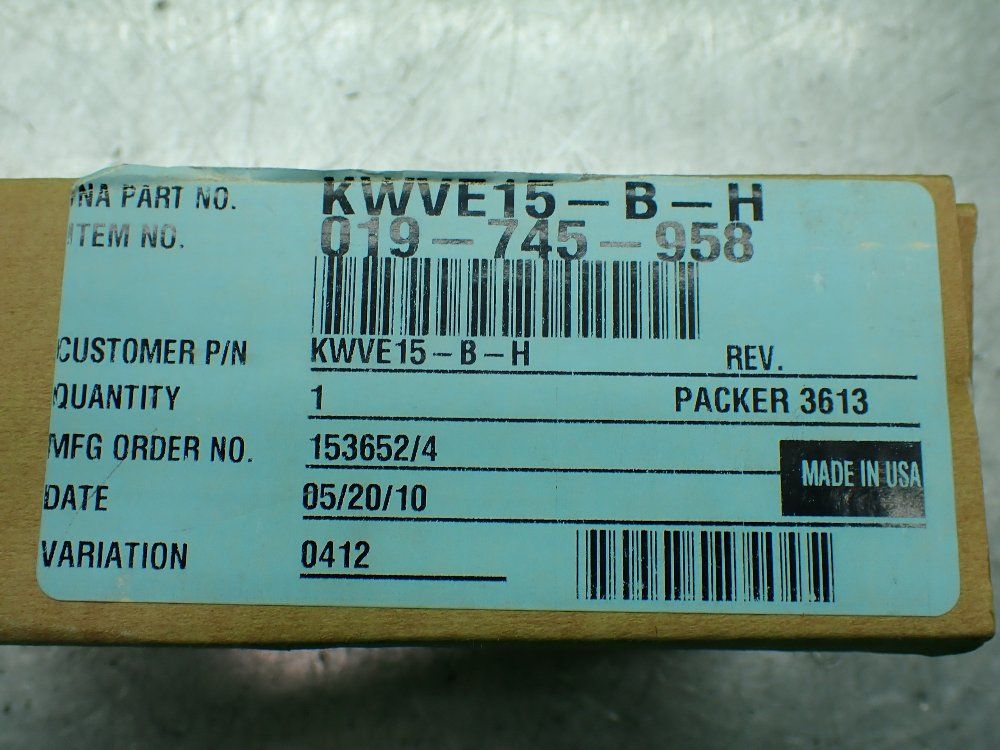 INA PART NO. KWVE15-B-H
ITEM NO. 019-745-958
CUSTOMER P/N KWVE15-B-H REV.
QUANTITY 1 PACKER 3613
MFG ORDER NO. 153652/4
MADE IN USA
DATE 05/20/10
VARIATION 0412